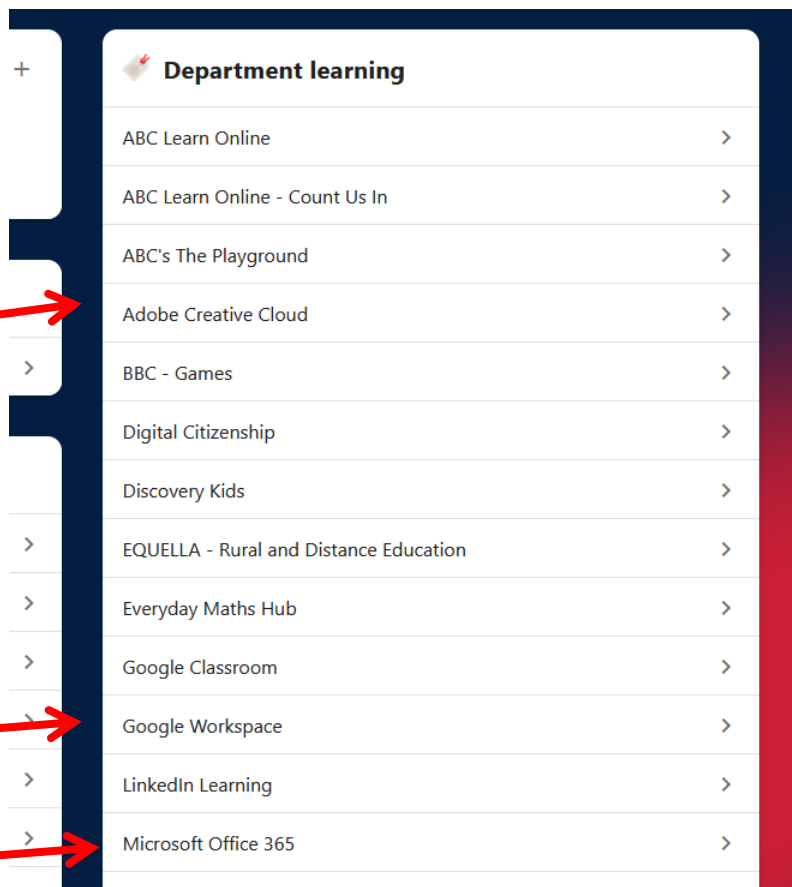 Department learning
ABC Learn Online
ABC Learn Online - Count Us In
ABC's The Playground
Adobe Creative Cloud
BBC - Games
Digital Citizenship
Discovery Kids
EQUELLA - Rural and Distance Education
Everyday Maths Hub
Google Classroom
Google Workspace
LinkedIn Learning
Microsoft Office 365